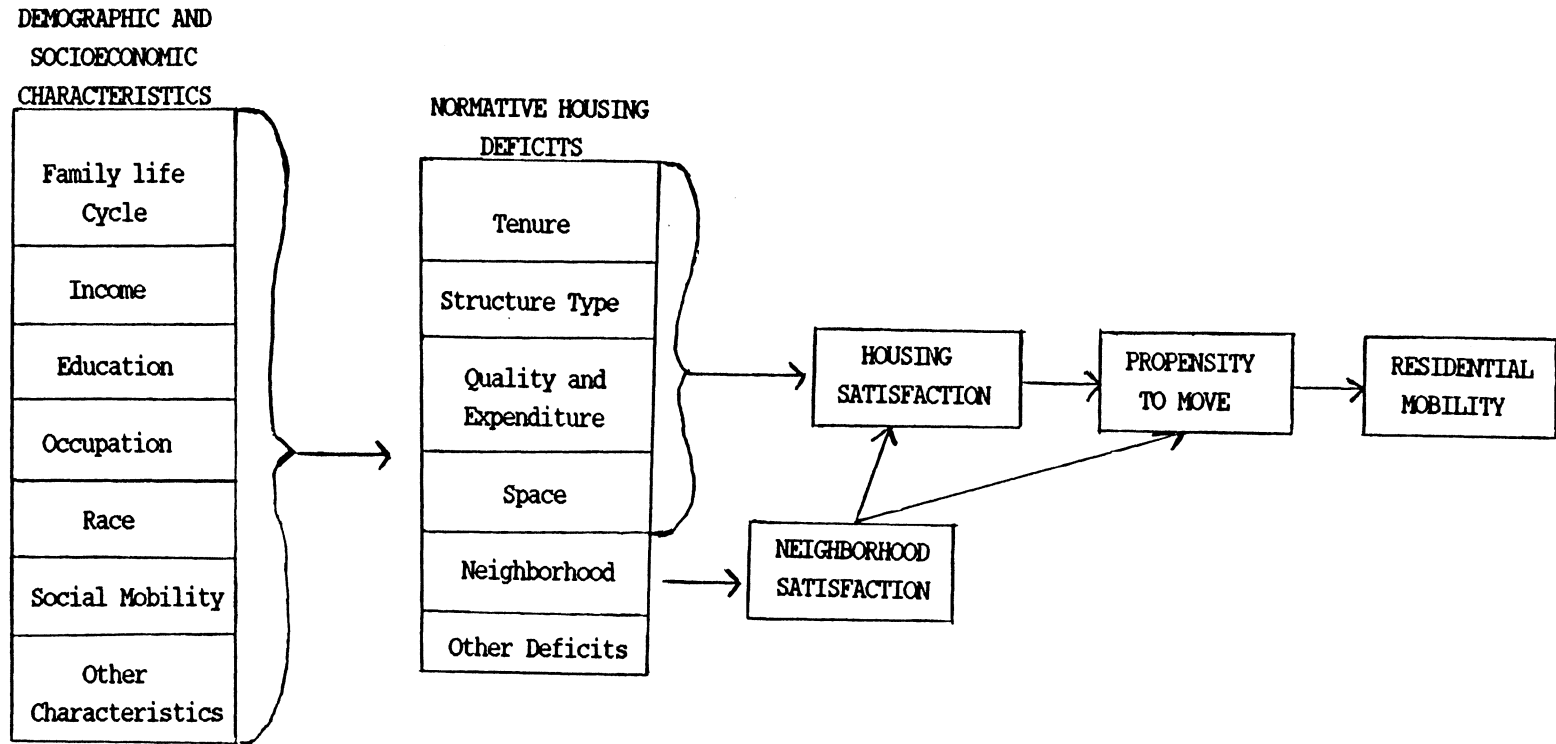 DEMOGRAPHIC AND
SOCIOECONOMIC
CHARACTERISTICS
Family life
Cycle
Income
Education
Occupation
Race
Social Mobility
Other
Characteristics
NORMATIVE HOUSING
DEFICITS
Tenure
Structure Type
Quality and
Expenditure
Space
Neighborhood
Other Deficits
HOUSING
SATISFACTION
NEIGHBORHOOD
SATISFACTION
PROPENSITY
TO MOVE
RESIDENTIAL
MOBILITY